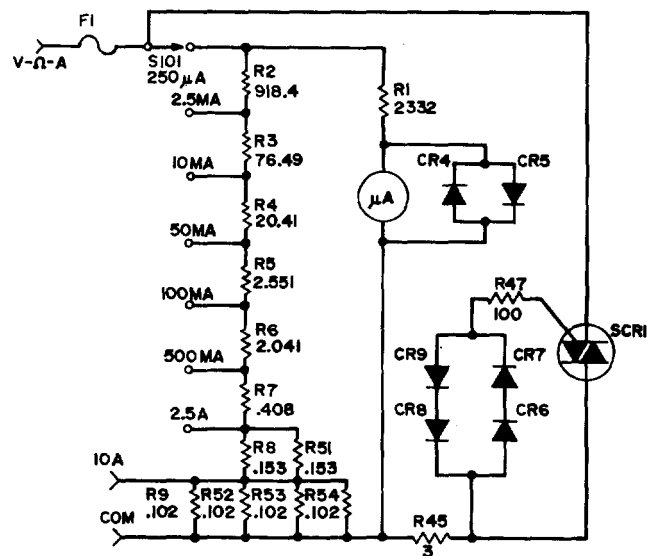 F1
V-Ω-A
S101
250 μA
R2
918.4
R1
2332
2.5MA
R3
76.49
CR4
CR5
10MA
μA
R4
20.41
50MA
R5
2.551
R47
100
SCR1
100MA
R6
2.041
CR9
CR7
500MA
R7
.408
CR8
CR6
2.5A
R8
.153
R51
.153
10A
R9
.102
R52
.102
R53
.102
R54
.102
COM
R45
3